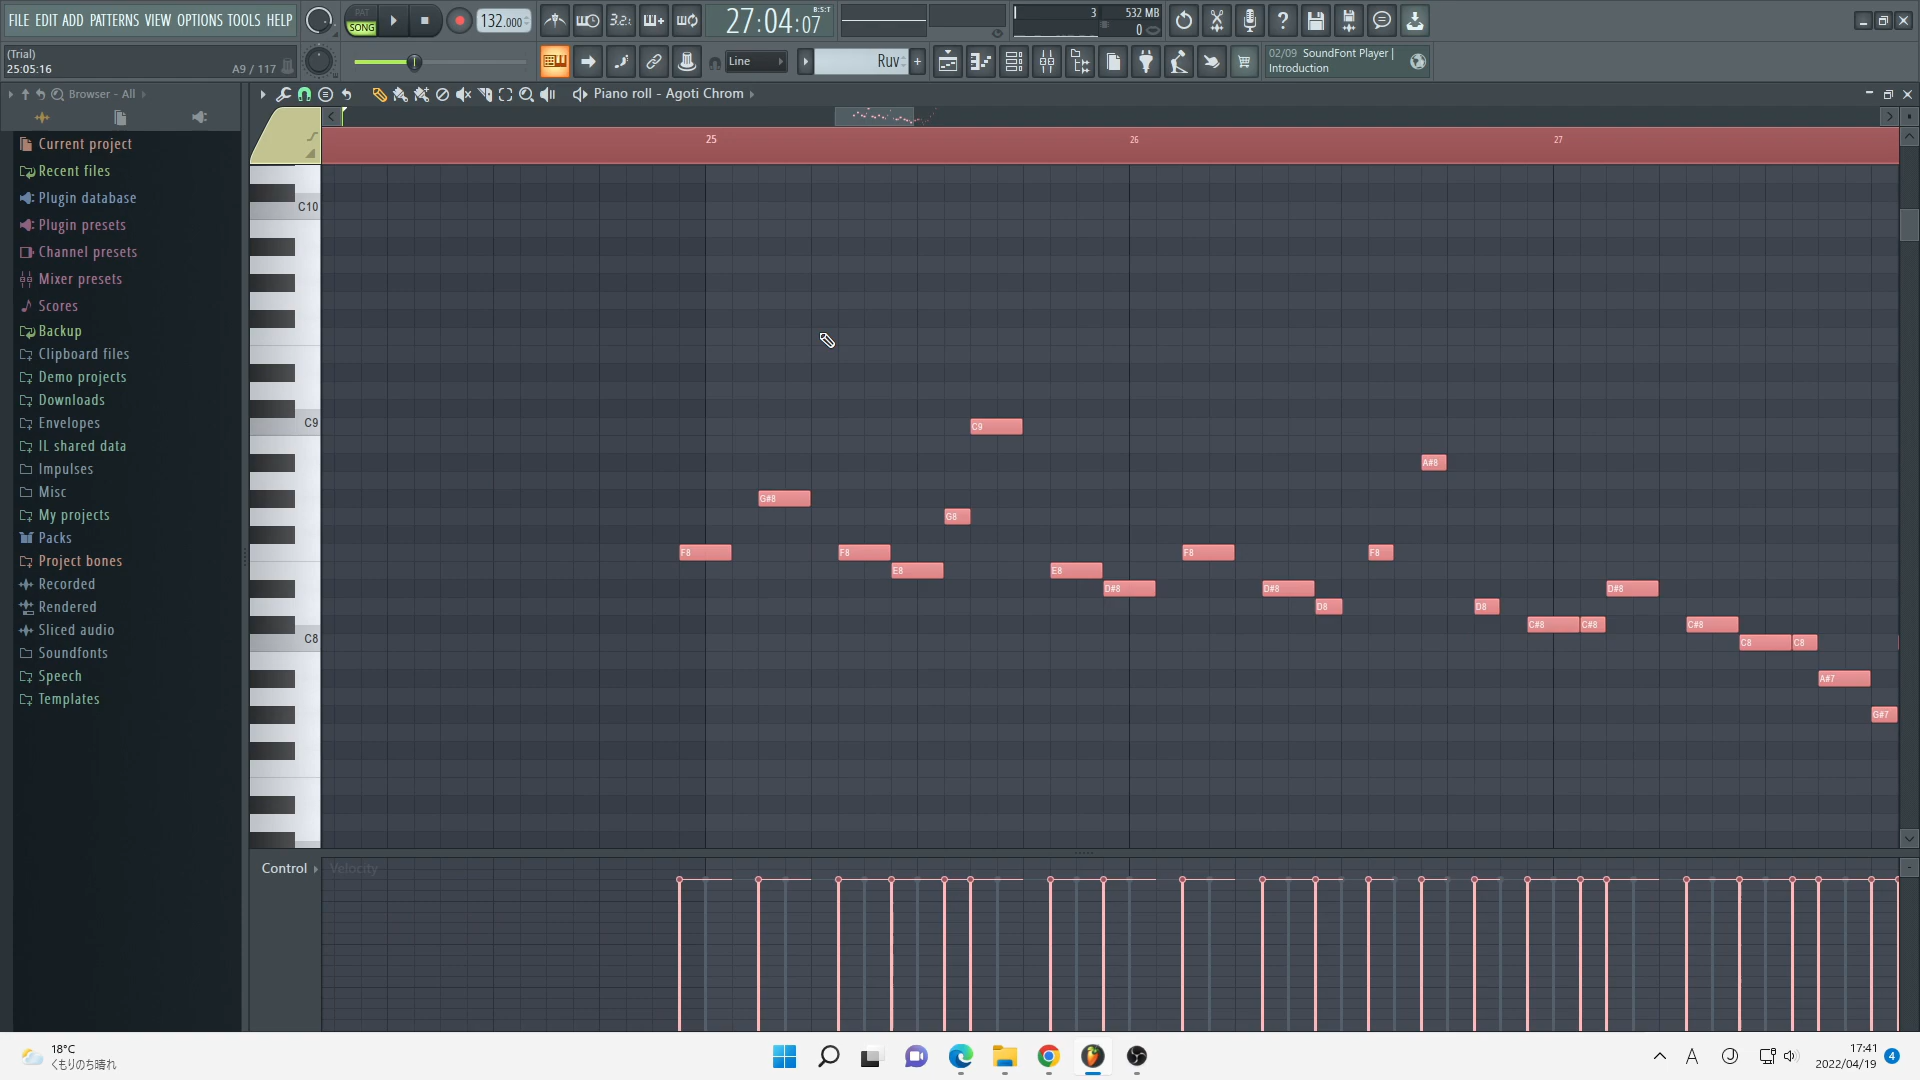 FILE EDIT ADD PATTERNS VIEW OPTIONS TOOLS HELP
PAT
SONG
132.000
3.2
27:04:07
B:S:T
3
532 MB
0
(Trial)
25:05:16
A9 / 117
Line
Ruv
02/09 SoundFont Player |
Introduction
Browser - All
Piano roll - Agoti Chrom
Current project
Recent files
Plugin database
Plugin presets
Channel presets
Mixer presets
Scores
Backup
Clipboard files
Demo projects
Downloads
Envelopes
IL shared data
Impulses
Misc
My projects
Packs
Project bones
Recorded
Rendered
Sliced audio
Soundfonts
Speech
Templates
25
26
27
C10
C9
C8
C9
A#8
G#8
G8
F8
F8
F8
F8
E8
E8
D#8
D#8
D#8
D8
D8
C#8
C#8
C#8
C8
C8
A#7
G#7
Control
Velocity
18°C
くもりのち晴れ
A
J
17:41
2022/04/19
4